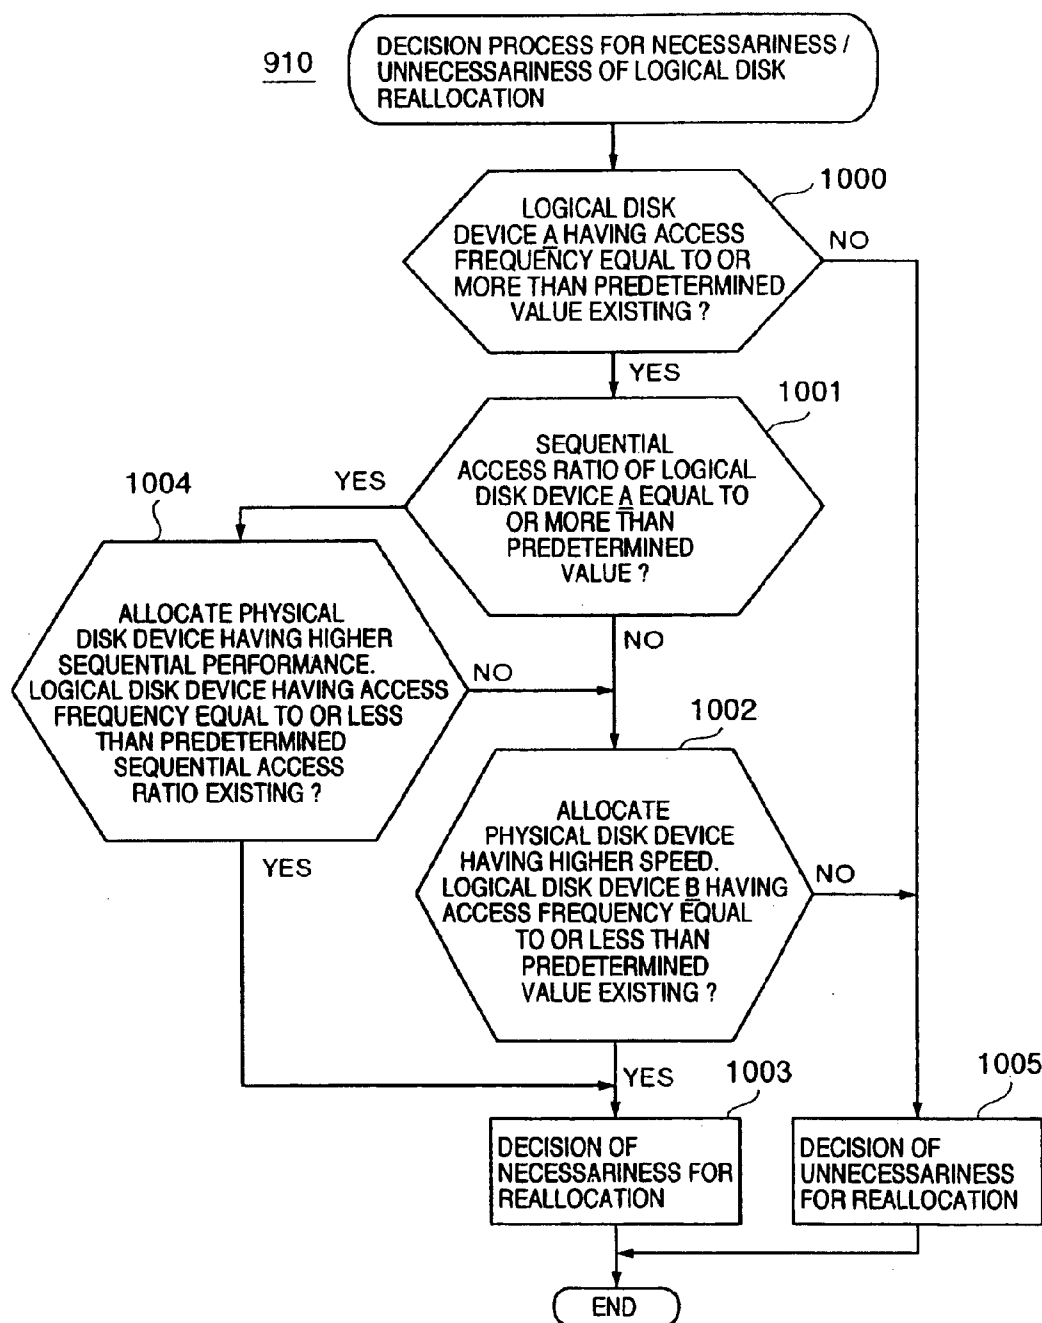 910
DECISION PROCESS FOR NECESSARINESS /
UNNECESSARINESS OF LOGICAL DISK
REALLOCATION
1000
LOGICAL DISK
DEVICE A HAVING ACCESS
FREQUENCY EQUAL TO OR
MORE THAN PREDETERMINED
VALUE EXISTING ?
NO
YES
1001
SEQUENTIAL
ACCESS RATIO OF LOGICAL
DISK DEVICE A EQUAL TO
OR MORE THAN
PREDETERMINED
VALUE ?
YES
NO
1004
ALLOCATE PHYSICAL
DISK DEVICE HAVING HIGHER
SEQUENTIAL PERFORMANCE.
LOGICAL DISK DEVICE HAVING ACCESS
FREQUENCY EQUAL TO OR LESS
THAN PREDETERMINED
SEQUENTIAL ACCESS
RATIO EXISTING ?
NO
YES
1002
ALLOCATE
PHYSICAL DISK DEVICE
HAVING HIGHER SPEED.
LOGICAL DISK DEVICE B HAVING
ACCESS FREQUENCY EQUAL
TO OR LESS THAN
PREDETERMINED
VALUE EXISTING ?
NO
YES
1003
DECISION OF
NECESSARINESS FOR
REALLOCATION
1005
DECISION OF
UNNECESSARINESS
FOR REALLOCATION
END